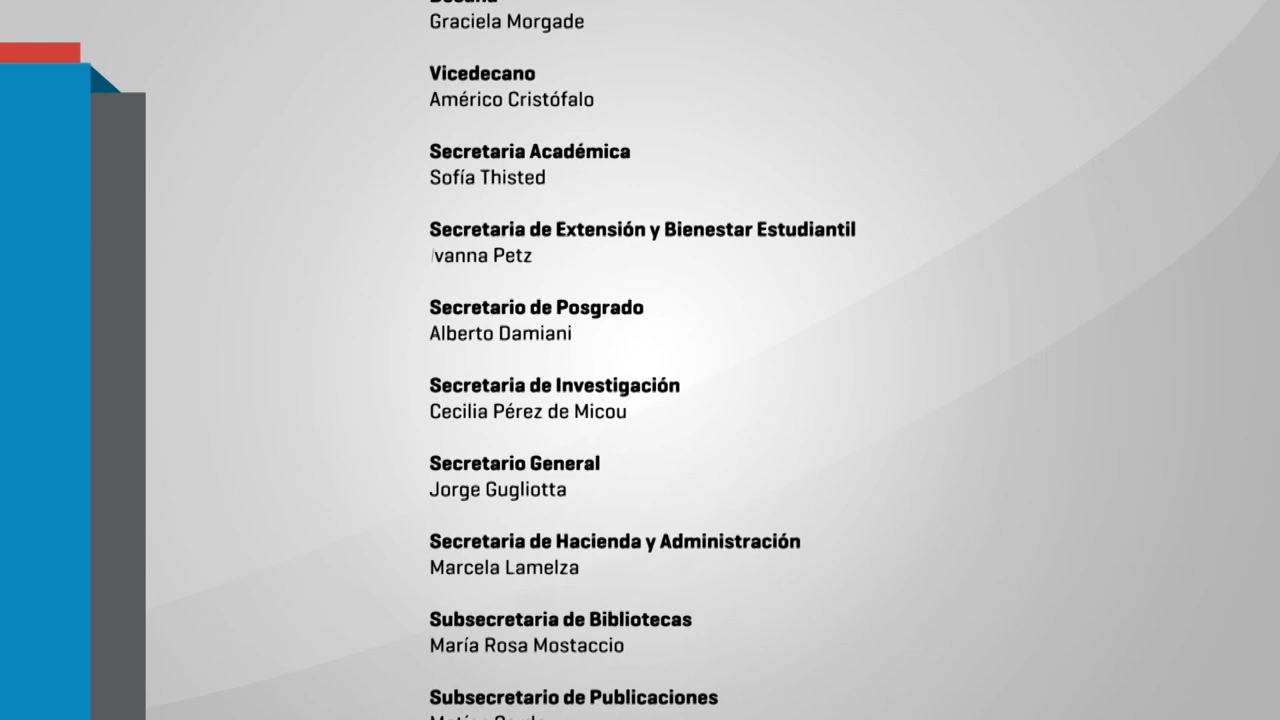 Graciela Morgade
Vicedecano
Américo Cristófalo
Secretaria Académica
Sofía Thisted
Secretaria de Extensión y Bienestar Estudiantil
Ivanna Petz
Secretario de Posgrado
Alberto Damiani
Secretaria de Investigación
Cecilia Pérez de Micou
Secretario General
Jorge Gugliotta
Secretaria de Hacienda y Administración
Marcela Lamelza
Subsecretaria de Bibliotecas
María Rosa Mostaccio
Subsecretario de Publicaciones